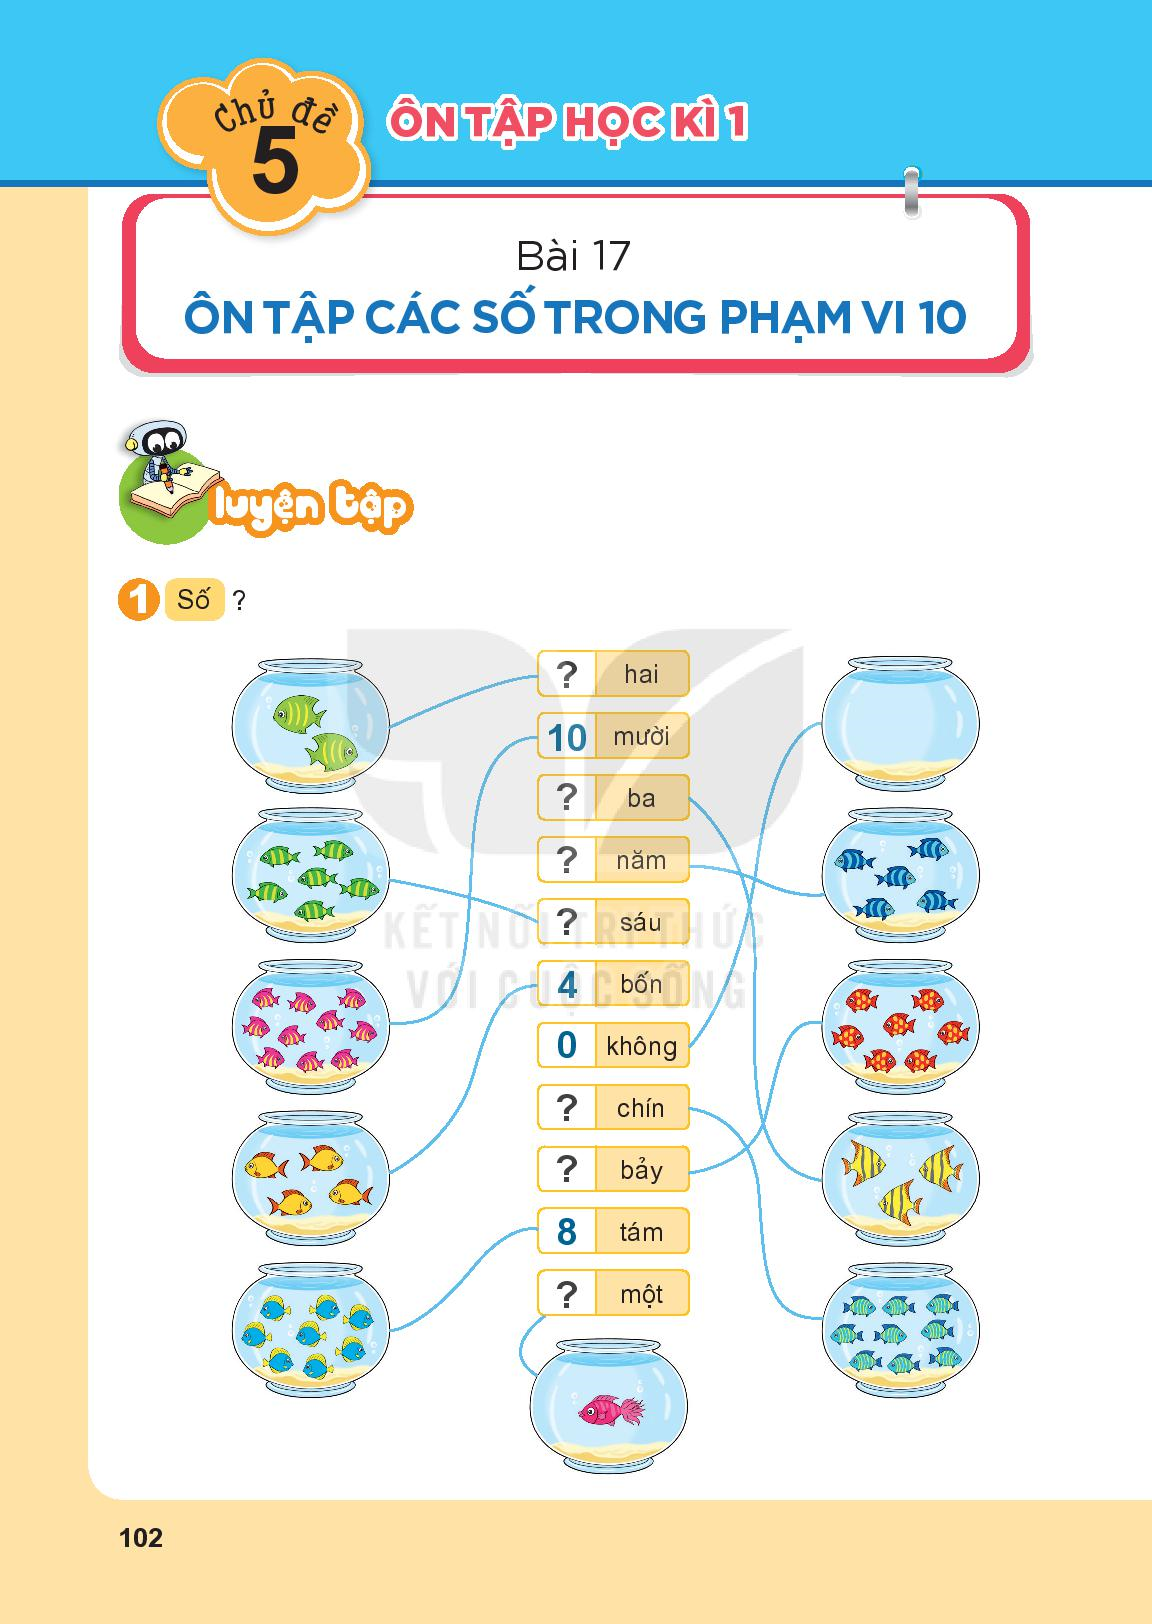 Chủ đề
5
ÔN TẬP HỌC KÌ 1
Bài 17
ÔN TẬP CÁC SỐ TRONG PHẠM VI 10
luyện tập
1 Số ?
? hai
10 mười
? ba
? năm
? sáu
KẾT NỐI TRI THỨC
VỚI CUỘC SỐNG
4 bốn
0 không
? chín
? bảy
8 tám
? một
102